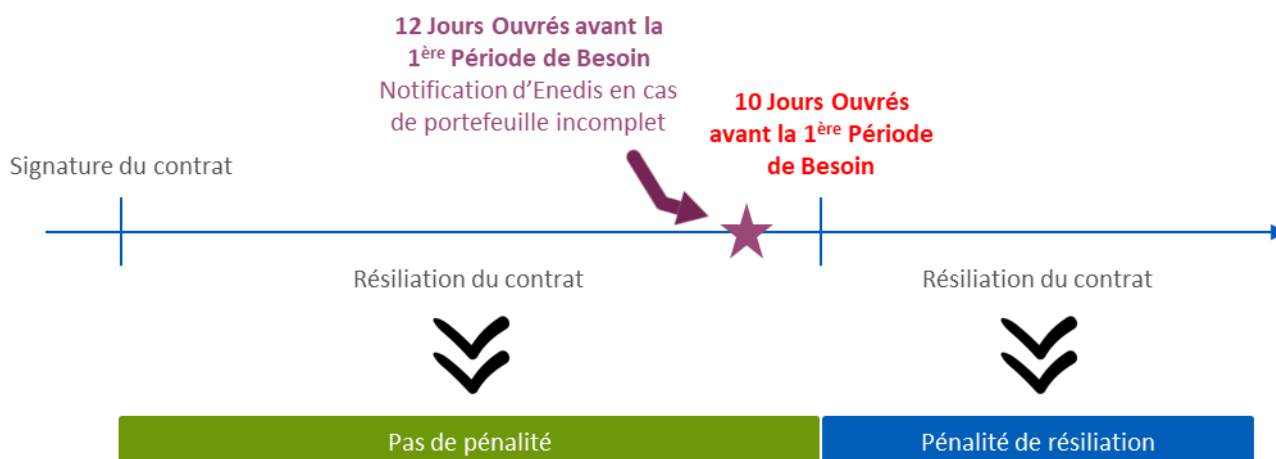 12 Jours Ouvrés avant la
1ère Période de Besoin
Notification d'Enedis en cas
de portefeuille incomplet
10 Jours Ouvrés
avant la 1ère Période
de Besoin
Signature du contrat
Résiliation du contrat
Résiliation du contrat
Pas de pénalité
Pénalité de résiliation